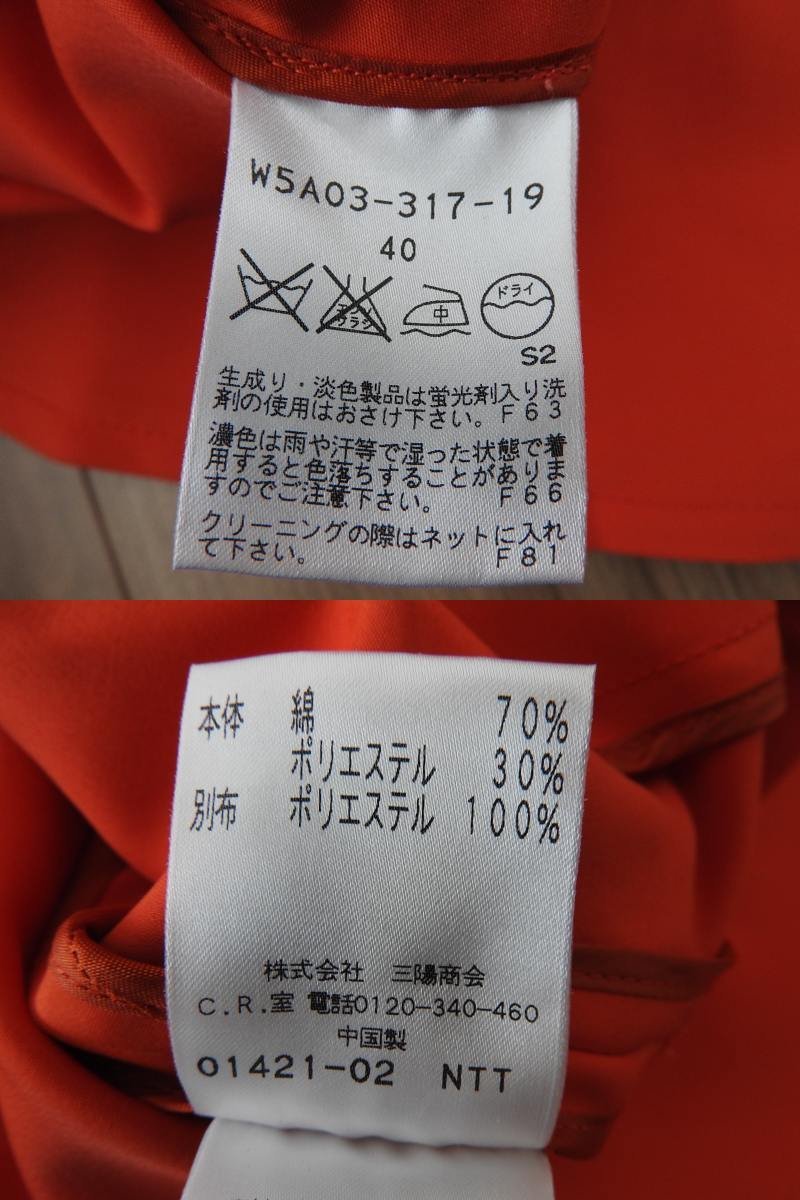 W5A03-317-19
40
エンソ
サラシ
中
ドライ
S2
生成り・淡色製品は蛍光剤入り洗
剤の使用はおさけ下さい。F63
濃色は雨や汗等で湿った状態で着
用すると色落ちすることがありま
すのでご注意下さい。 F66
クリーニングの際はネットに入れ
て下さい。 F81
本体 綿 70%
ポリエステル 30%
別布 ポリエステル 100%
株式会社 三陽商会
C.R.室 電話0120-340-460
中国製
01421-02 NTT